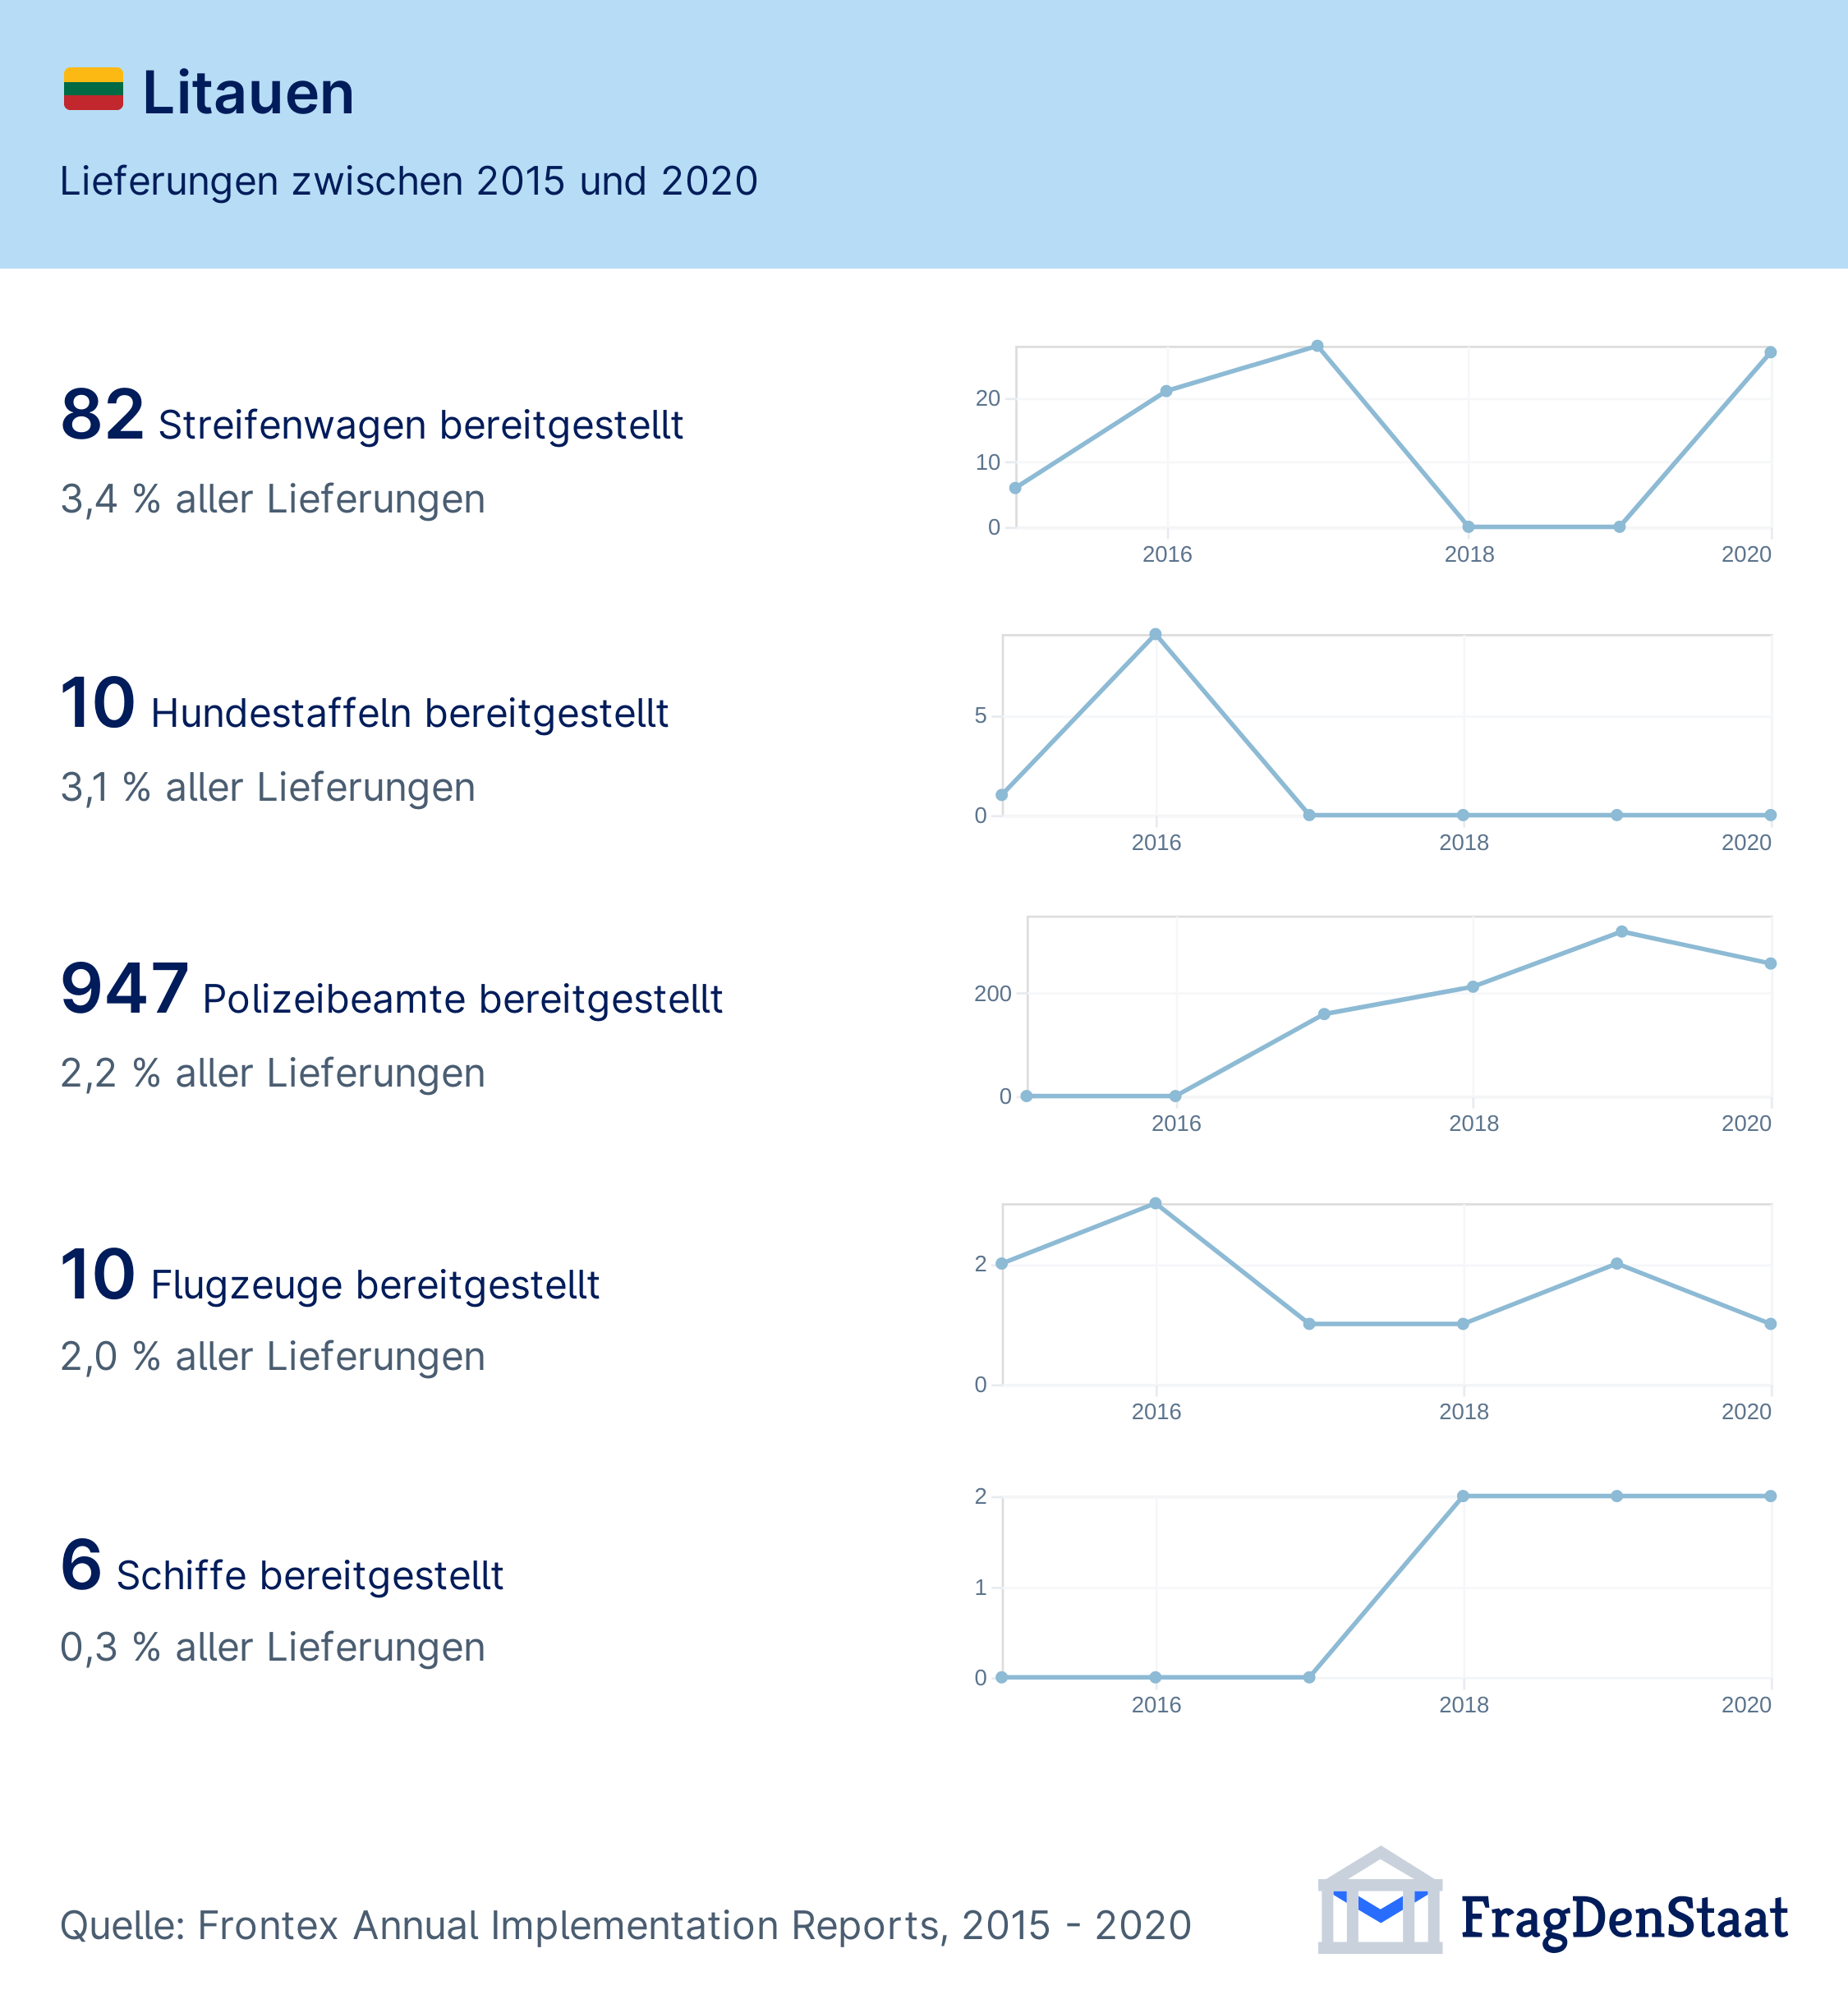 Litauen
Lieferungen zwischen 2015 und 2020
82 Streifenwagen bereitgestellt
3,4 % aller Lieferungen
20
10
0
2016 2018 2020
10 Hundestaffeln bereitgestellt
3,1 % aller Lieferungen
5
0
2016 2018 2020
947 Polizeibeamte bereitgestellt
2,2 % aller Lieferungen
200
0
2016 2018 2020
10 Flugzeuge bereitgestellt
2,0 % aller Lieferungen
2
0
2016 2018 2020
6 Schiffe bereitgestellt
0,3 % aller Lieferungen
2
1
0
2016 2018 2020
Quelle: Frontex Annual Implementation Reports, 2015 - 2020
FragDenStaat